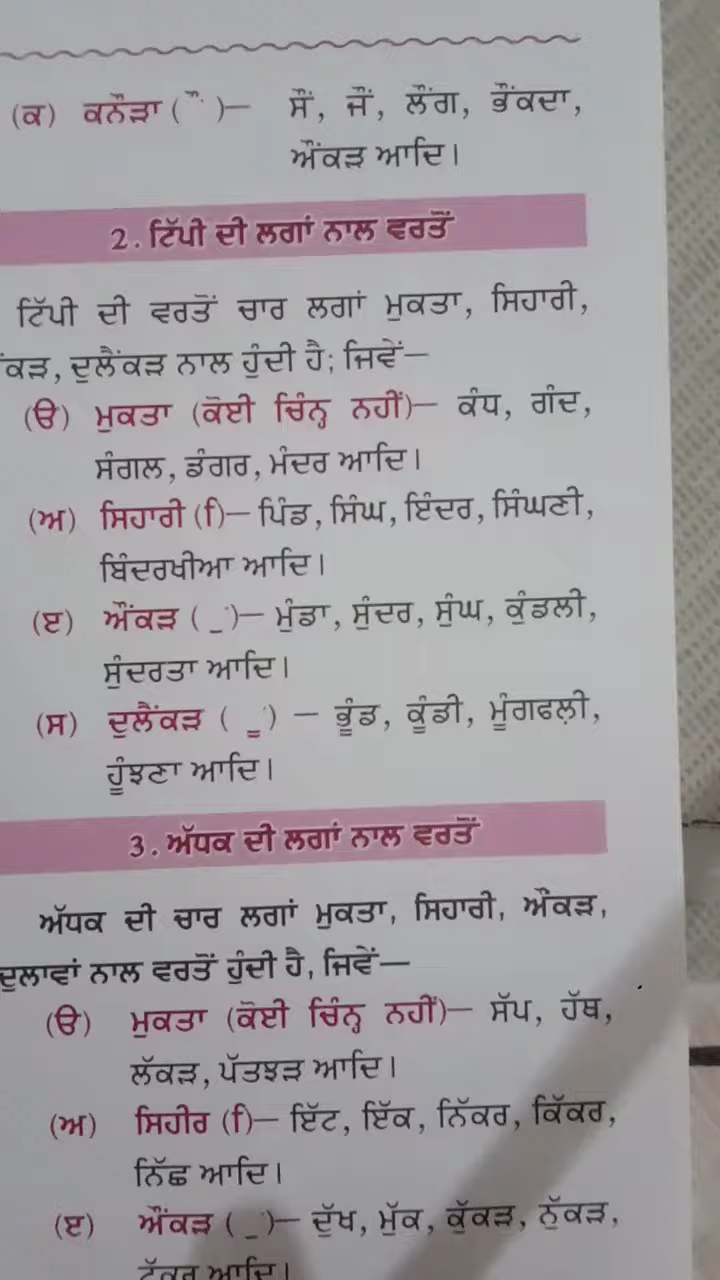 (ਕ) ਕਨੌੜਾ ( ੌਂ )— ਸੌਂ, ਜੌਂ, ਲੌਂਗ, ਭੌਂਕਦਾ,
ਔਂਕੜ ਆਦਿ।
2. ਟਿੱਪੀ ਦੀ ਲਗਾਂ ਨਾਲ ਵਰਤੋਂ
ਟਿੱਪੀ ਦੀ ਵਰਤੋਂ ਚਾਰ ਲਗਾਂ ਮੁਕਤਾ, ਸਿਹਾਰੀ,
ਂਕੜ, ਦੁਲੈਂਕੜ ਨਾਲ ਹੁੰਦੀ ਹੈ; ਜਿਵੇਂ—
(ੳ) ਮੁਕਤਾ (ਕੋਈ ਚਿੰਨ੍ਹ ਨਹੀਂ)— ਕੰਧ, ਗੰਦ,
ਸੰਗਲ, ਡੰਗਰ, ਮੰਦਰ ਆਦਿ।
(ਅ) ਸਿਹਾਰੀ (ਿ)— ਪਿੰਡ, ਸਿੰਘ, ਇੰਦਰ, ਸਿੰਘਣੀ,
ਬਿੰਦਰਖੀਆ ਆਦਿ।
(ੲ) ਔਂਕੜ ( ੁ )— ਮੁੰਡਾ, ਸੁੰਦਰ, ਸੁੰਘ, ਕੁੰਡਲੀ,
ਸੁੰਦਰਤਾ ਆਦਿ।
(ਸ) ਦੁਲੈਂਕੜ ( ੂ ) — ਭੂੰਡ, ਕੂੰਡੀ, ਮੂੰਗਫਲੀ,
ਹੂੰਝਣਾ ਆਦਿ।
3. ਅੱਧਕ ਦੀ ਲਗਾਂ ਨਾਲ ਵਰਤੋਂ
ਅੱਧਕ ਦੀ ਚਾਰ ਲਗਾਂ ਮੁਕਤਾ, ਸਿਹਾਰੀ, ਔਂਕੜ,
ਦੁਲਾਵਾਂ ਨਾਲ ਵਰਤੋਂ ਹੁੰਦੀ ਹੈ, ਜਿਵੇਂ—
(ੳ) ਮੁਕਤਾ (ਕੋਈ ਚਿੰਨ੍ਹ ਨਹੀਂ)— ਸੱਪ, ਹੱਥ,
ਲੱਕੜ, ਪੱਤਝੜ ਆਦਿ।
(ਅ) ਸਿਹੀਰ (ਿ)— ਇੱਟ, ਇੱਕ, ਨਿੱਕਰ, ਕਿੱਕਰ,
ਨਿੱਛ ਆਦਿ।
(ੲ) ਔਂਕੜ ( ੁ )— ਦੁੱਖ, ਮੁੱਕ, ਕੁੱਕੜ, ਨੁੱਕੜ,
ਆਦਿ।